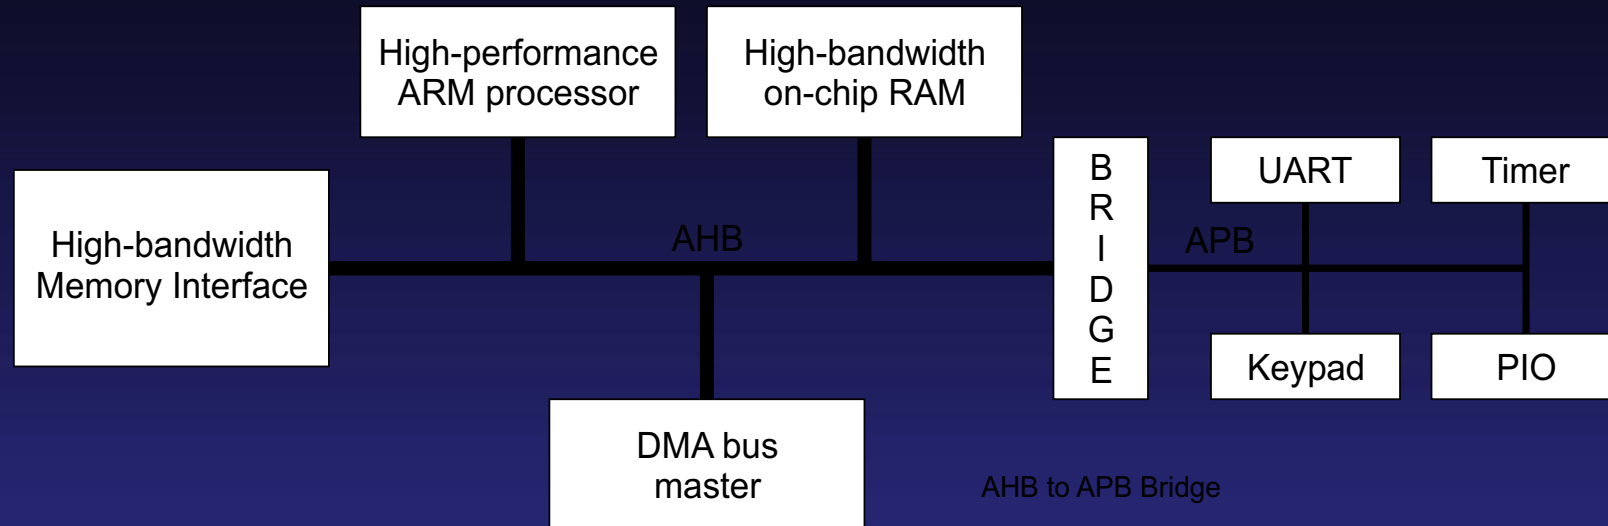 High-performance
ARM processor
High-bandwidth
on-chip RAM
High-bandwidth
Memory Interface
AHB
B
R
I
D
G
E
APB
UART
Timer
Keypad
PIO
DMA bus
master
AHB to APB Bridge